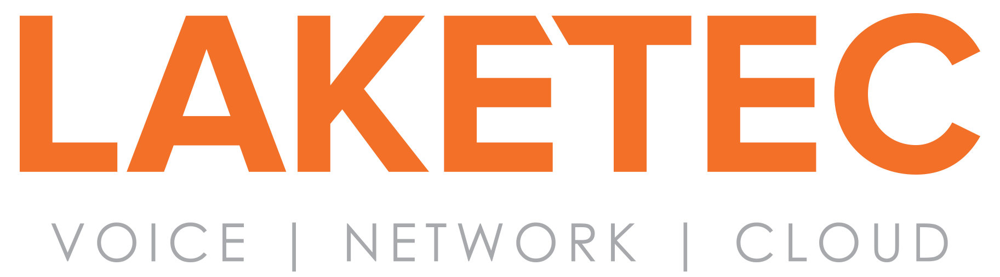 LAKETEC
VOICE | NETWORK | CLOUD